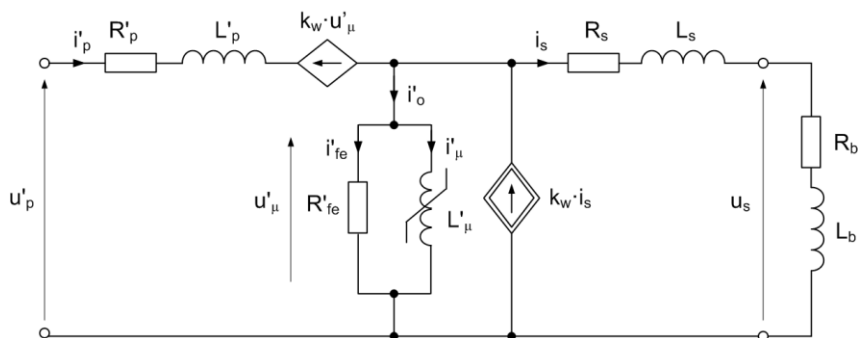 i'p
R'p
L'p
kw·u'μ
is
Rs
Ls
i'o
i'fe
i'μ
Rb
u'p
u'μ
R'fe
L'μ
kw·is
us
Lb